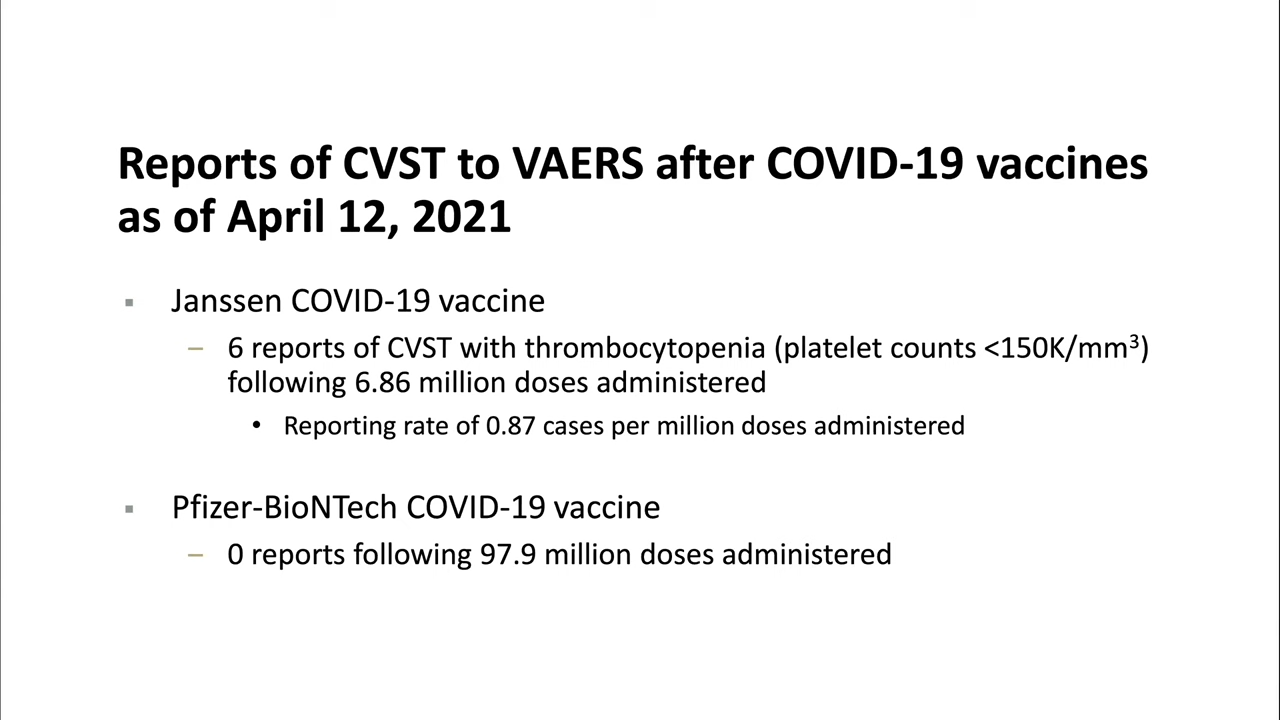 Reports of CVST to VAERS after COVID-19 vaccines
as of April 12, 2021
▪ Janssen COVID-19 vaccine
– 6 reports of CVST with thrombocytopenia (platelet counts <150K/mm³)
following 6.86 million doses administered
• Reporting rate of 0.87 cases per million doses administered
▪ Pfizer-BioNTech COVID-19 vaccine
– 0 reports following 97.9 million doses administered